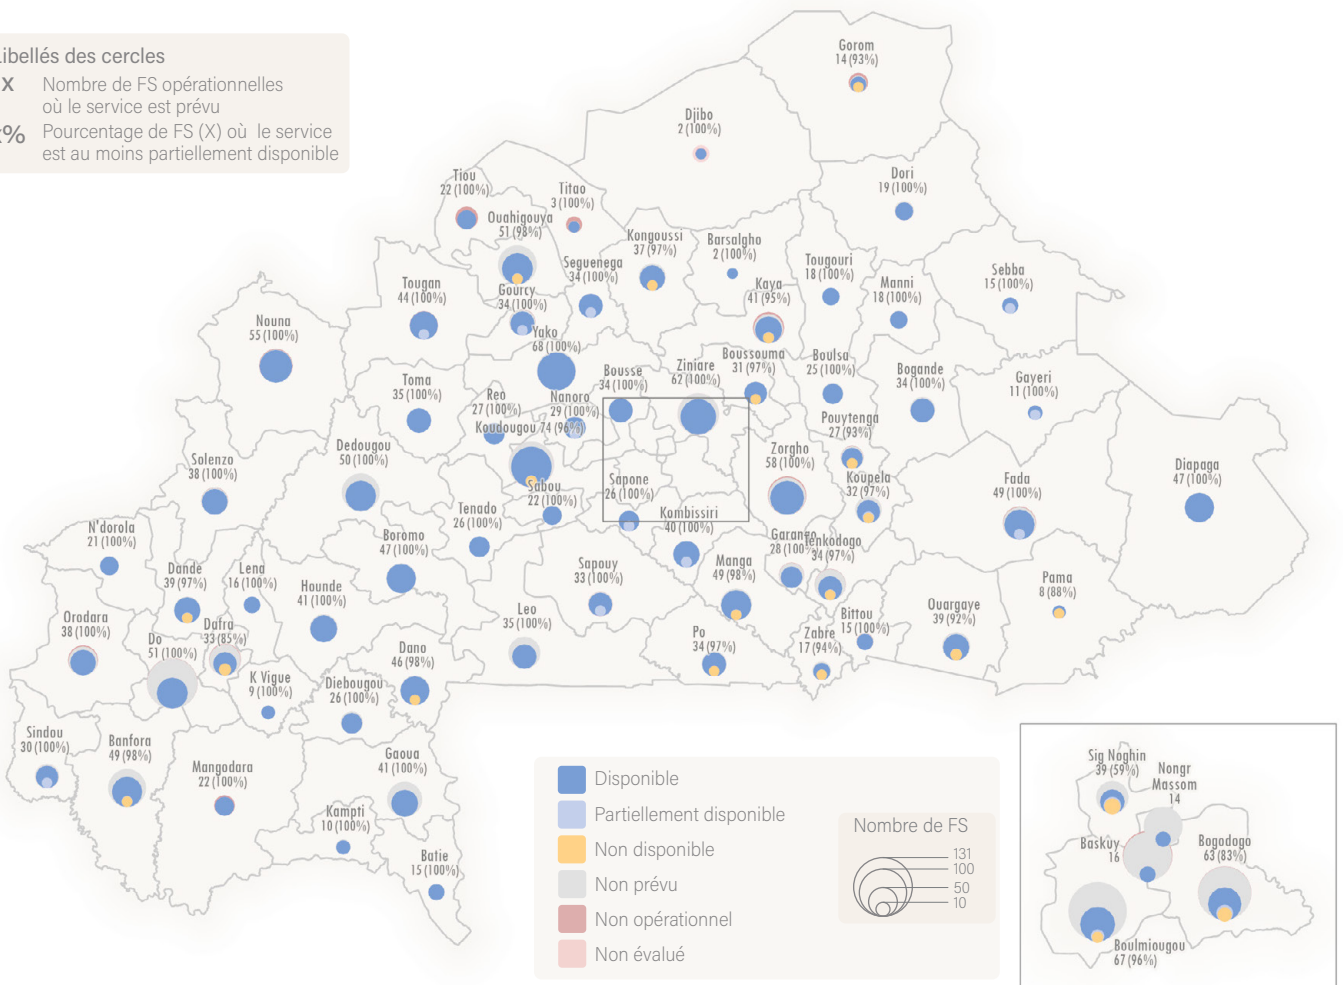 Libellés des cercles
X Nombre de FS opérationnelles
où le service est prévu
% Pourcentage de FS (X) où le service
est au moins partiellement disponible
Gorom
14 (93%)
Djibo
2 (100%)
Dori
19 (100%)
Tiou
22 (100%)
Titao
3 (100%)
Ouahigouya
51 (98%)
Kongoussi
37 (97%)
Barsalgho
2 (100%)
Tougouri
18 (100%)
Seguenega
34 (100%)
Sebba
15 (100%)
Manni
18 (100%)
Kaya
41 (95%)
Tougan
44 (100%)
Gourcy
34 (100%)
Nouna
55 (100%)
Yako
68 (100%)
Ziniare
62 (100%)
Boussouma
31 (97%)
Boulsa
25 (100%)
Bousse
34 (100%)
Bogande
34 (100%)
Gayeri
11 (100%)
Toma
35 (100%)
Reo
27 (100%)
Nanoro
29 (100%)
Pouytenga
27 (93%)
Koudougou 74 (96%)
Dedougou
50 (100%)
Zorgho
58 (100%)
Solenzo
38 (100%)
Diapaga
47 (100%)
Koupela
32 (97%)
Fada
49 (100%)
Sabou
22 (100%)
Sapone
26 (100%)
Tenado
26 (100%)
Kombissiri
40 (100%)
N'dorola
21 (100%)
Boromo
47 (100%)
Garango
28 (100%)
Tenkodogo
34 (97%)
Manga
49 (98%)
Dande
39 (97%)
Lena
16 (100%)
Hounde
41 (100%)
Sapouy
33 (100%)
Pama
8 (88%)
Orodara
38 (100%)
Dafra
33 (85%)
Do
51 (100%)
Leo
35 (100%)
Ouargaye
39 (92%)
Bittou
15 (100%)
Po
34 (97%)
Zabre
17 (94%)
Dano
46 (98%)
K Vigue
9 (100%)
Diebougou
26 (100%)
Sindou
30 (100%)
Banfora
49 (98%)
Mangodara
22 (100%)
Gaoua
41 (100%)
Kampti
10 (100%)
Batie
15 (100%)
Disponible
Partiellement disponible
Non disponible
Non prévu
Non opérationnel
Non évalué
Nombre de FS
131
100
50
10
Sig Noghin
39 (59%)
Nongr
Massom
14
Baskuy
16
Bogodogo
63 (83%)
Boulmiougou
67 (96%)